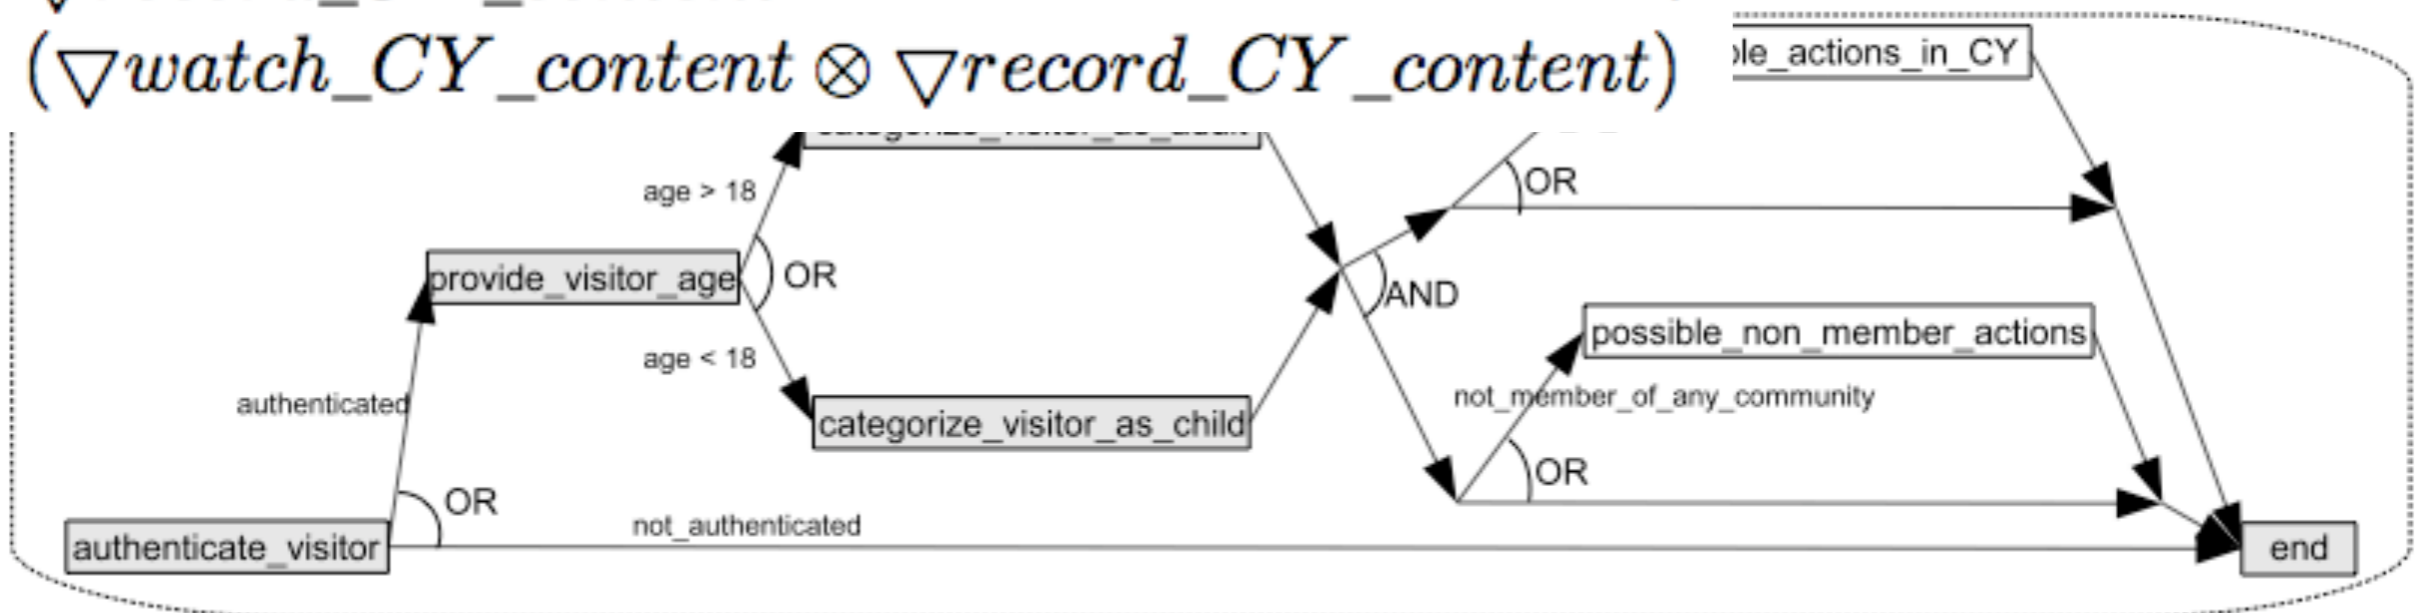 (▽watch_CY_content ⊗ ▽record_CY_content)
ble_actions_in_CY
age > 18
OR
provide_visitor_age
OR
AND
possible_non_member_actions
age < 18
authenticated
not_member_of_any_community
categorize_visitor_as_child
OR
OR
not_authenticated
authenticate_visitor
end